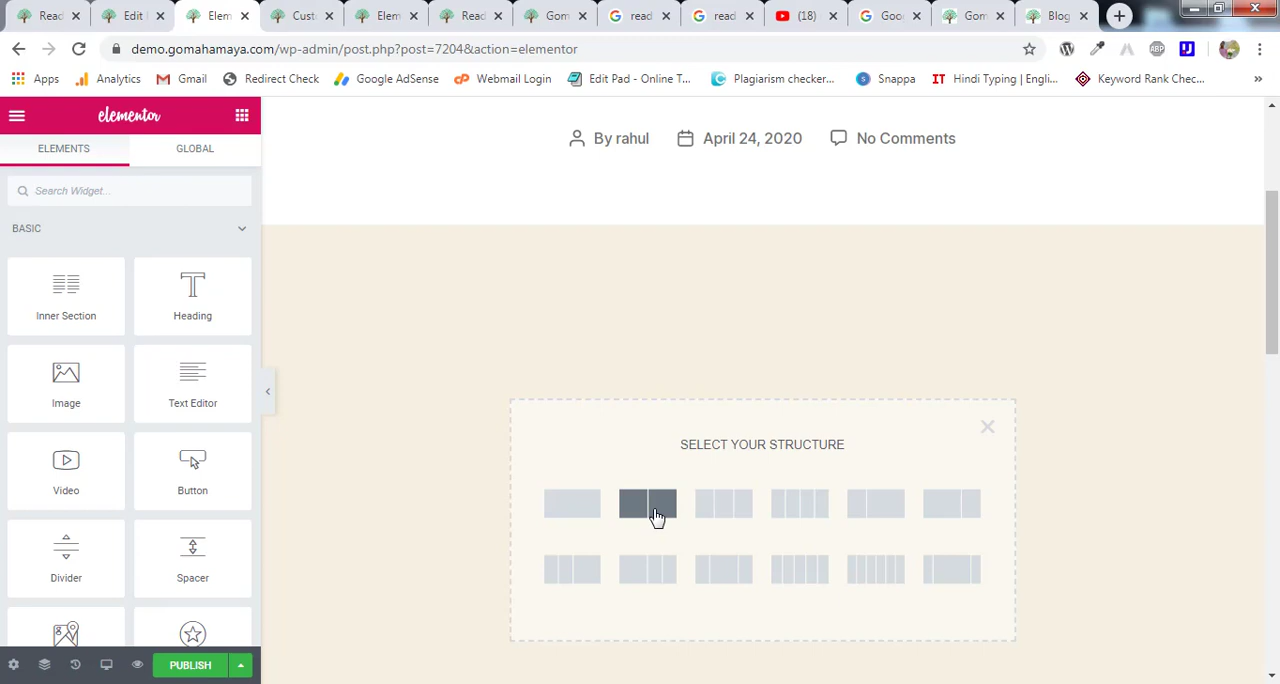 Read
Edit
Elem
Cust
Elem
Rea
Gom
read
read
(18)
Goo
Gom
Blog
demo.gomahamaya.com/wp-admin/post.php?post=7204&action=elementor
Apps
Analytics
Gmail
Redirect Check
Google AdSense
Webmail Login
Edit Pad - Online T...
Plagiarism checker...
Snappa
Hindi Typing | Engli...
Keyword Rank Chec...
»
elementor
ELEMENTS
GLOBAL
Search Widget...
BASIC
Inner Section
Heading
Image
Text Editor
Video
Button
Divider
Spacer
PUBLISH
By rahul
April 24, 2020
No Comments
SELECT YOUR STRUCTURE